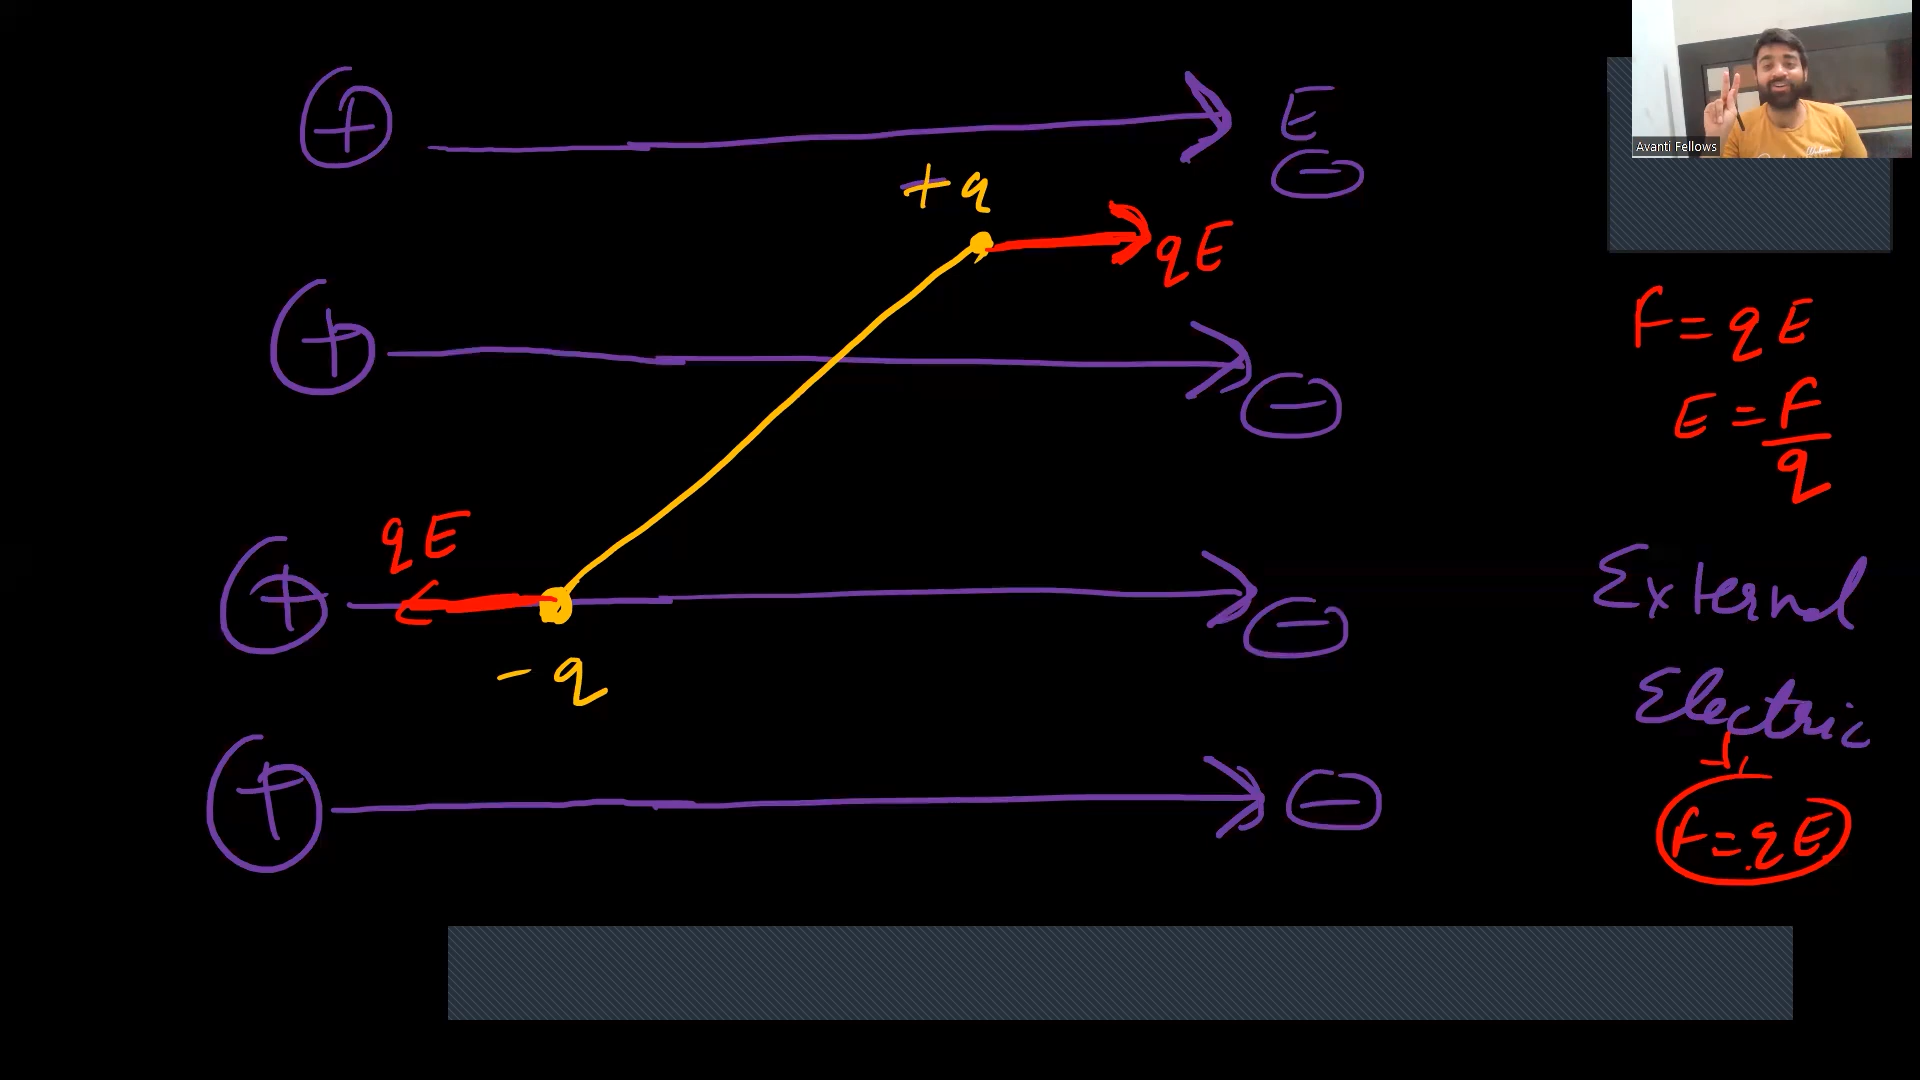 + E
-
+q
qE
+
-
qE
+
-
-q
+
-
Avanti Fellows
F = qE
E = F/q
External
Electric
F = qE